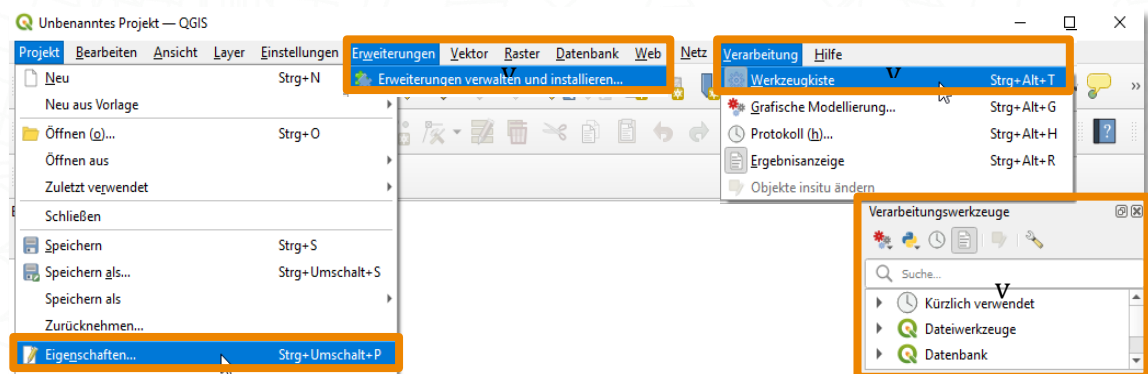 Unbenanntes Projekt — QGIS
Projekt Bearbeiten Ansicht Layer Einstellungen Erweiterungen Vektor Raster Datenbank Web Netz Verarbeitung Hilfe
Neu Strg+N
Neu aus Vorlage
Öffnen (o)... Strg+O
Öffnen aus
Zuletzt verwendet
Schließen
Speichern Strg+S
Speichern als... Strg+Umschalt+S
Speichern als
Zurücknehmen...
Eigenschaften... Strg+Umschalt+P
Erweiterungen verwalten und installieren...
v
Werkzeugkiste Strg+Alt+T
v
Grafische Modellierung... Strg+Alt+G
Protokoll (h)... Strg+Alt+H
Ergebnisanzeige Strg+Alt+R
Objekte insitu ändern
»
?
Verarbeitungswerkzeuge
Suche...
v
Kürzlich verwendet
Dateiwerkzeuge
Datenbank